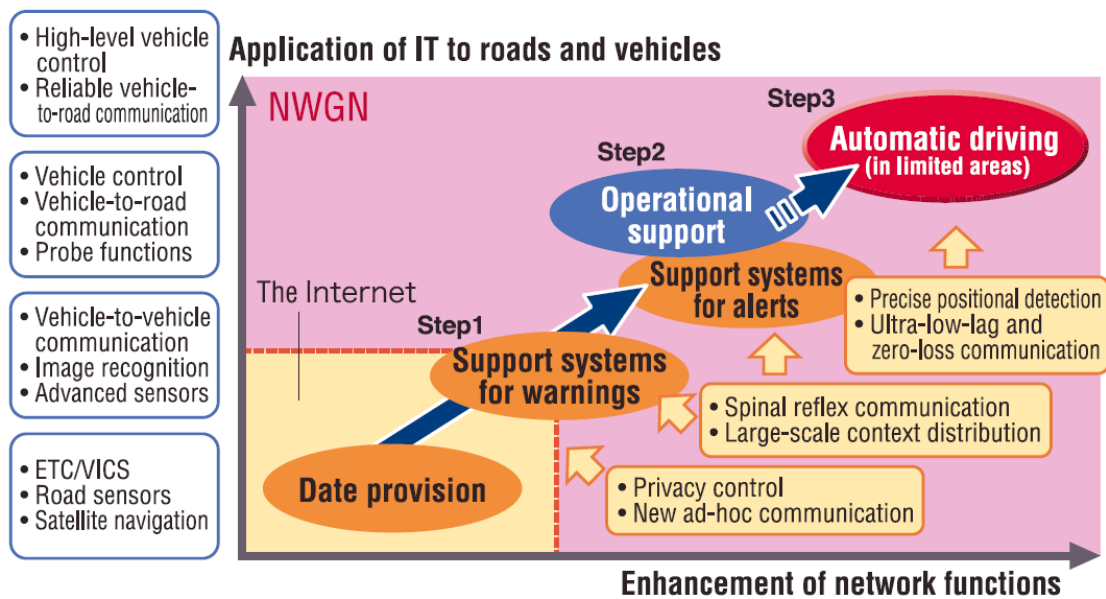 • High-level vehicle
control
• Reliable vehicle-
to-road communication
• Vehicle control
• Vehicle-to-road
communication
• Probe functions
• Vehicle-to-vehicle
communication
• Image recognition
• Advanced sensors
• ETC/VICS
• Road sensors
• Satellite navigation
Application of IT to roads and vehicles
NWGN
Step3
Automatic driving
(in limited areas)
Step2
Operational
support
Support systems
for alerts
The Internet
Step1
Support systems
for warnings
Date provision
• Precise positional detection
• Ultra-low-lag and
zero-loss communication
• Spinal reflex communication
• Large-scale context distribution
• Privacy control
• New ad-hoc communication
Enhancement of network functions